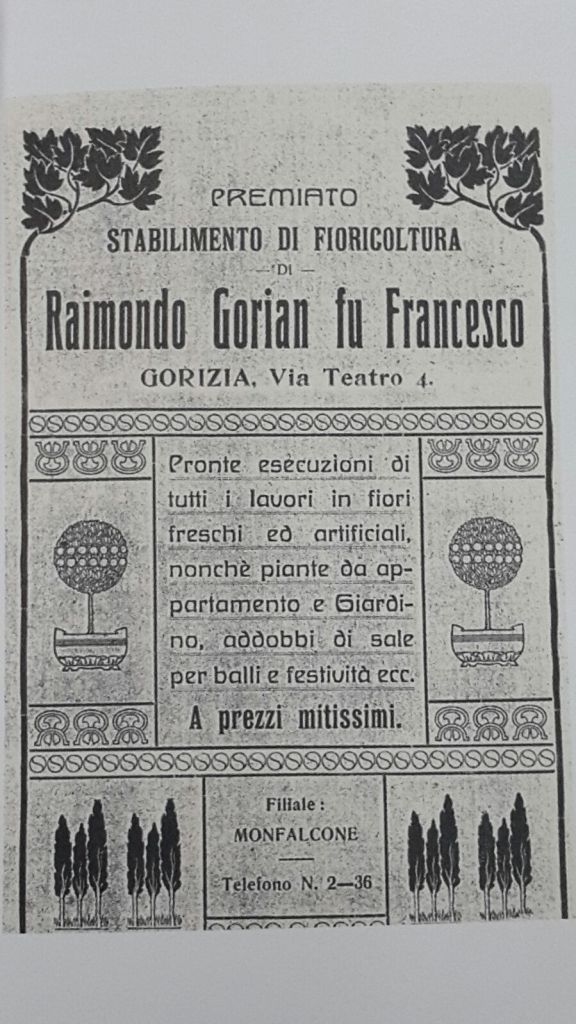 PREMIATO
STABILIMENTO DI FIORICOLTURA
— DI —
Raimondo Gorian fu Francesco
GORIZIA, Via Teatro 4.
Pronte esecuzioni di
tutti i lavori in fiori
freschi ed artificiali,
nonchè piante da ap-
partamento e Giardi-
no, addobbi di sale
per balli e festività ecc.
A prezzi mitissimi.
Filiale :
MONFALCONE
Telefono N. 2—36